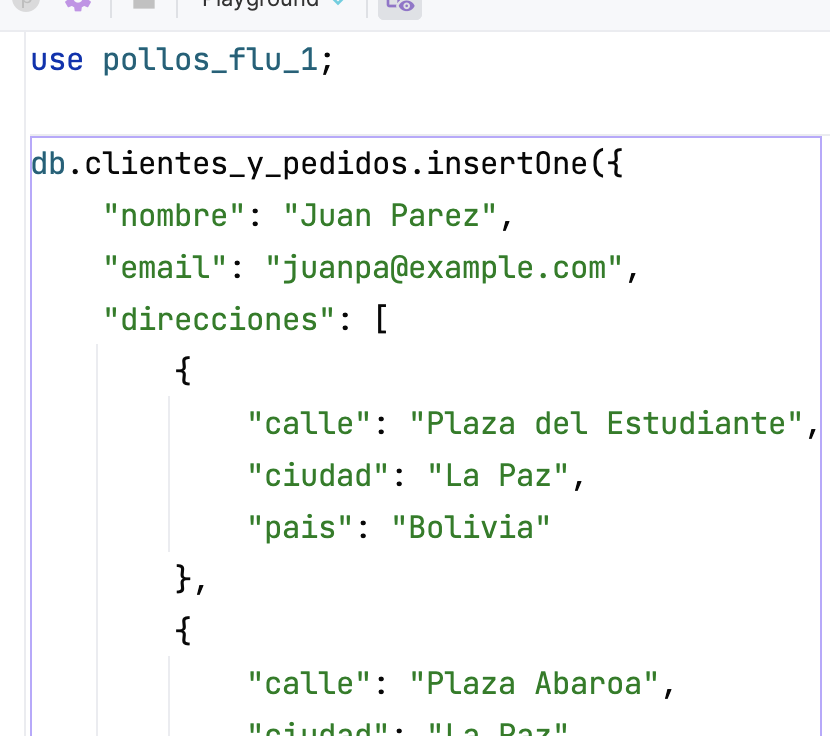 Playground
use pollos_flu_1;
db.clientes_y_pedidos.insertOne({
"nombre": "Juan Parez",
"email": "juanpa@example.com",
"direcciones": [
{
"calle": "Plaza del Estudiante",
"ciudad": "La Paz",
"pais": "Bolivia"
},
{
"calle": "Plaza Abaroa",
"ciudad": "La Paz",